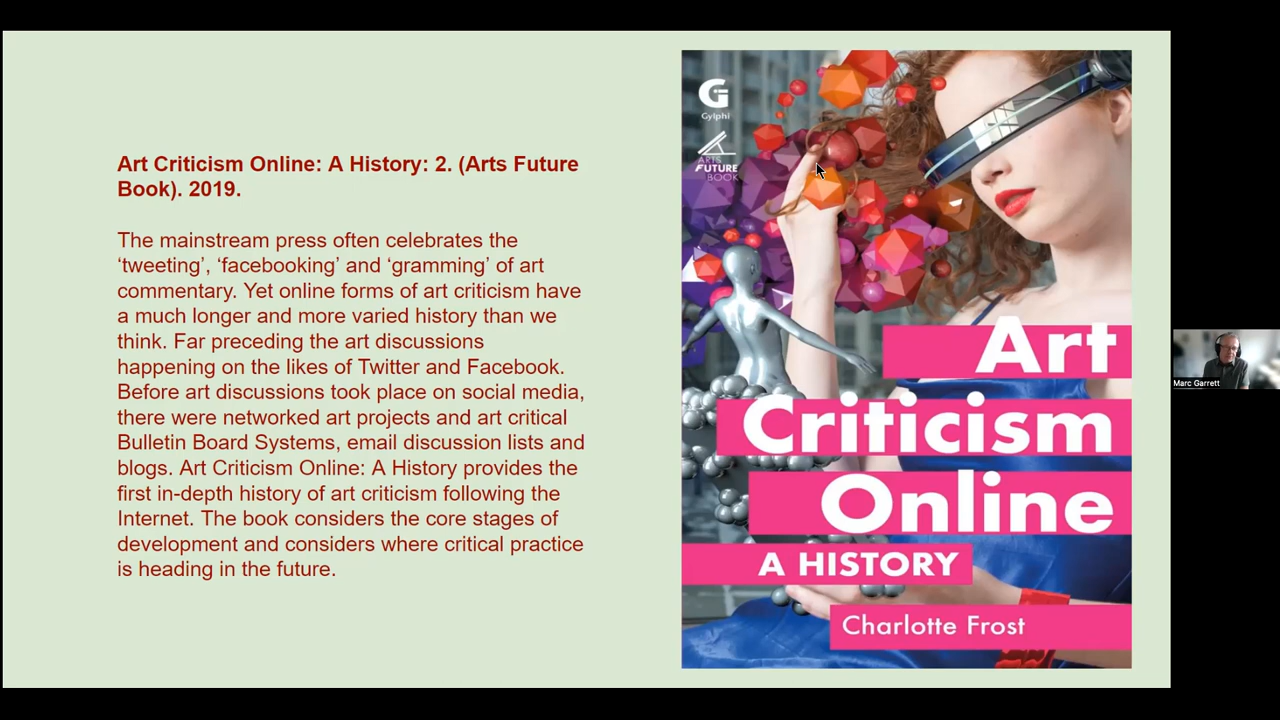 Art Criticism Online: A History: 2. (Arts Future
Book). 2019.
The mainstream press often celebrates the
‘tweeting’, ‘facebooking’ and ‘gramming’ of art
commentary. Yet online forms of art criticism have
a much longer and more varied history than we
think. Far preceding the art discussions
happening on the likes of Twitter and Facebook.
Before art discussions took place on social media,
there were networked art projects and art critical
Bulletin Board Systems, email discussion lists and
blogs. Art Criticism Online: A History provides the
first in-depth history of art criticism following the
Internet. The book considers the core stages of
development and considers where critical practice
is heading in the future.
G
Gylphi
ARTS
FUTURE
BOOK
Art
Criticism
Online
A HISTORY
Charlotte Frost
Marc Garrett